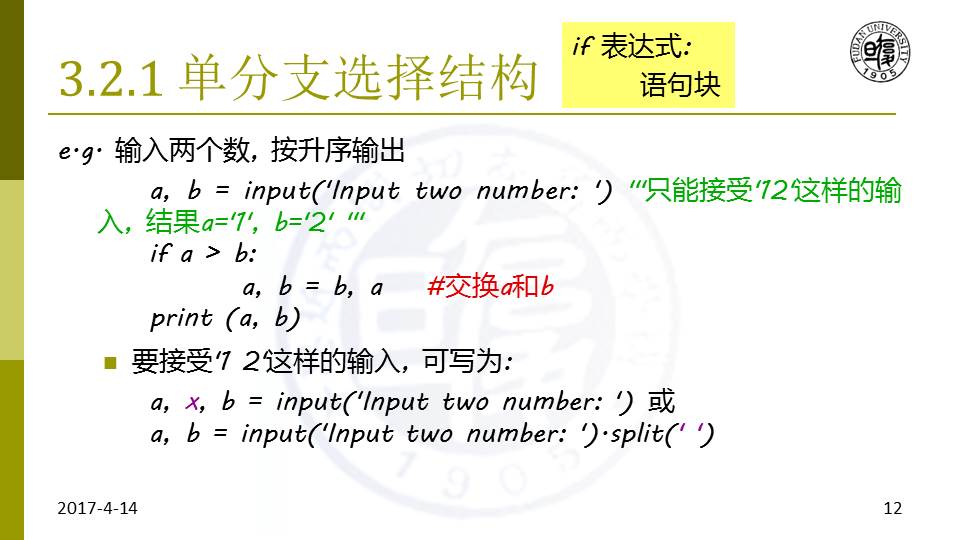 3.2.1 单分支选择结构
if 表达式:
语句块
FUDAN UNIVERSITY
1905
e.g. 输入两个数, 按升序输出
a, b = input('Input two number: ') '''只能接受'12'这样的输
入, 结果a='1', b='2' '''
if a > b:
a, b = b, a #交换a和b
print (a, b)
要接受'1 2'这样的输入, 可写为:
a, x, b = input('Input two number: ') 或
a, b = input('Input two number: ').split(' ')
1905
2017-4-14
12